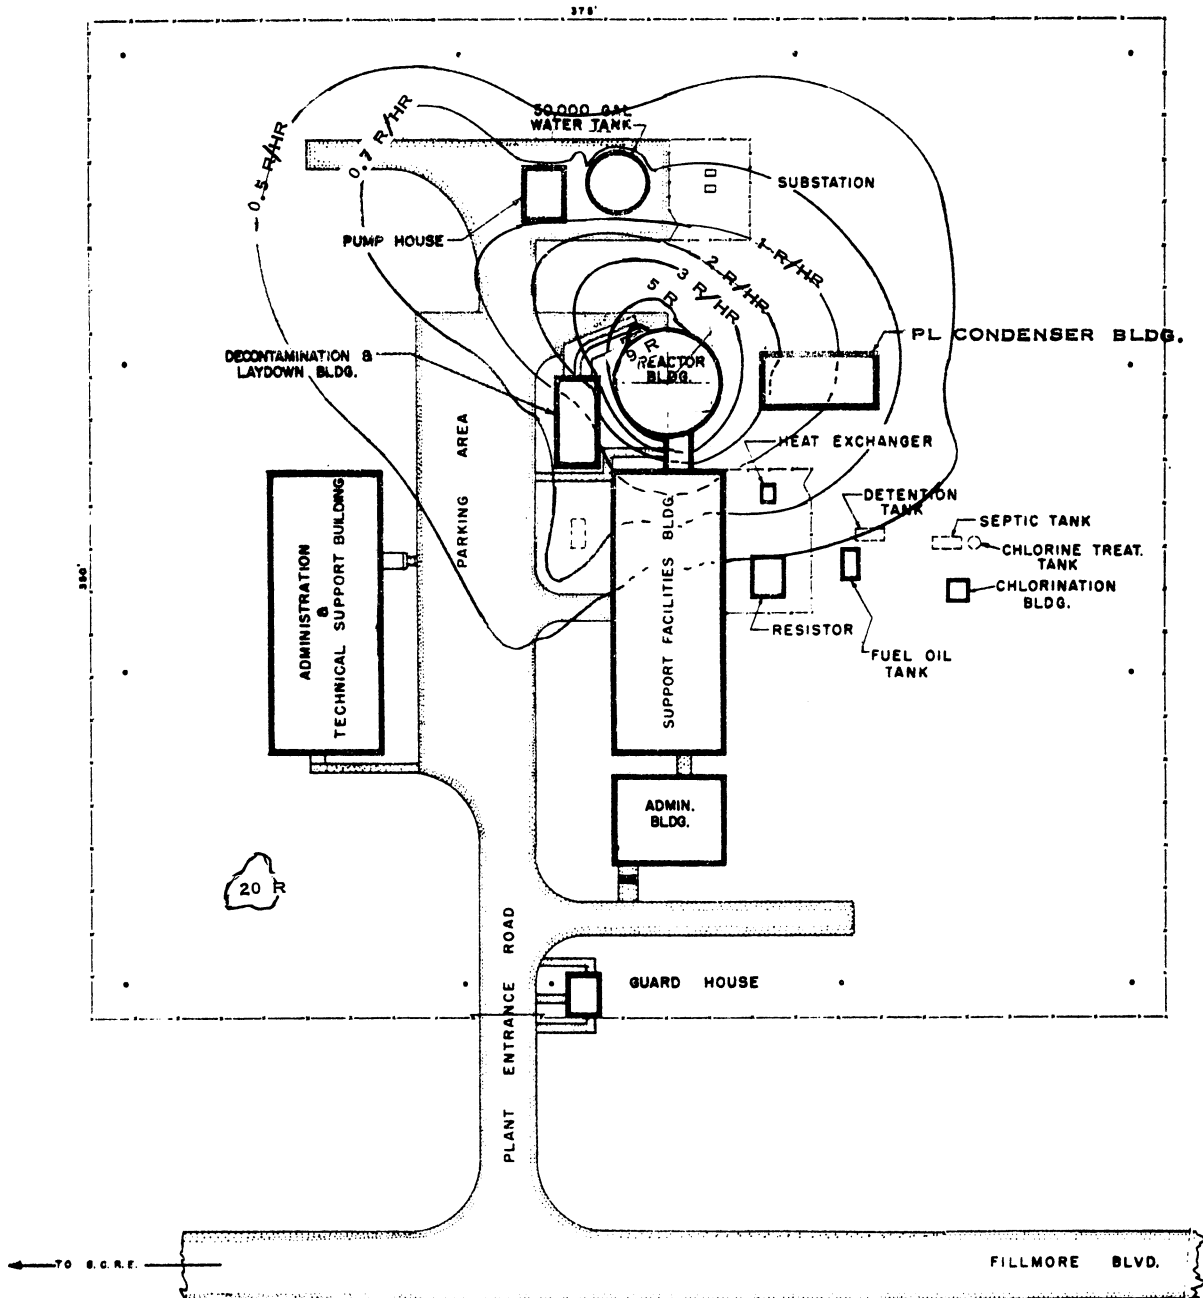 375'
50,000 GAL
WATER TANK
0.5 R/HR
0.7 R/HR
SUBSTATION
PUMP HOUSE
1 R/HR
2 R/HR
3 R/HR
5 R
9 R
PL CONDENSER BLDG.
DECONTAMINATION &
LAYDOWN BLDG.
REACTOR
BLDG.
HEAT EXCHANGER
PARKING AREA
DETENTION
TANK
SEPTIC TANK
CHLORINE TREAT.
TANK
CHLORINATION
BLDG.
ADMINISTRATION
&
TECHNICAL SUPPORT BUILDING
SUPPORT FACILITIES BLDG
RESISTOR
FUEL OIL
TANK
ADMIN.
BLDG.
20 R
GUARD HOUSE
PLANT ENTRANCE ROAD
FILLMORE BLVD.